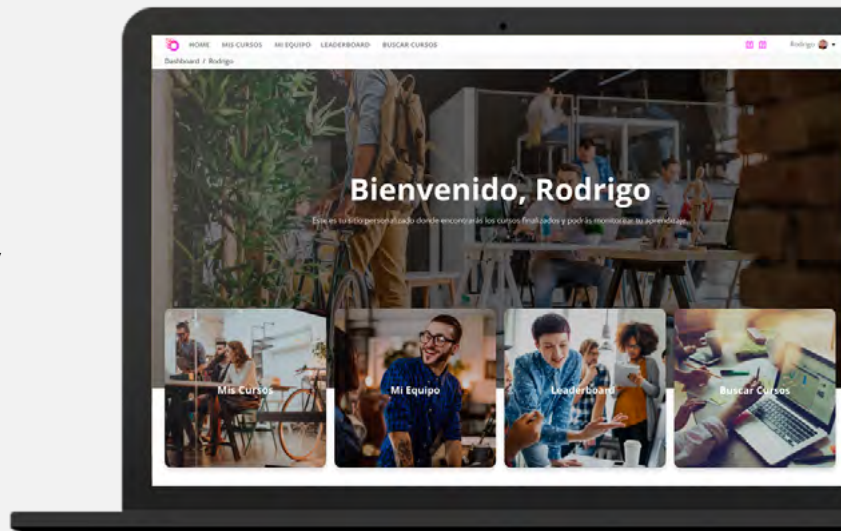 HOME MIS CURSOS MI EQUIPO LEADERBOARD BUSCAR CURSOS Rodrigo
Dashboard / Rodrigo
Bienvenido, Rodrigo
Este es tu sitio personalizado donde encontrarás los cursos finalizados y podrás monitorear tu aprendizaje.
Mis Cursos
Mi Equipo
Leaderboard
Buscar Cursos